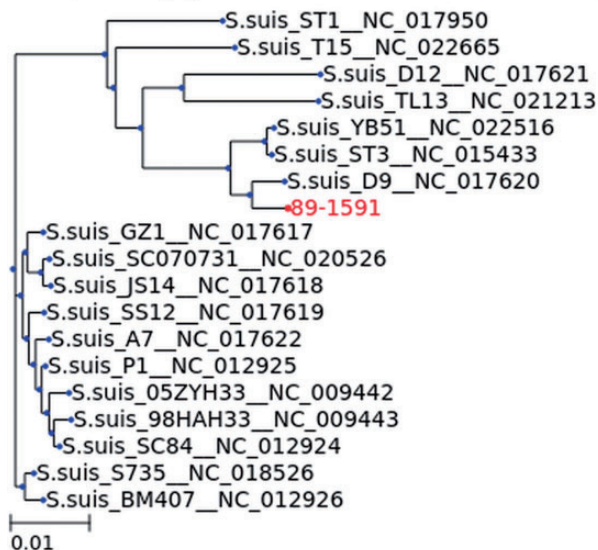 S.suis_ST1__NC_017950
S.suis_T15__NC_022665
S.suis_D12__NC_017621
S.suis_TL13__NC_021213
S.suis_YB51__NC_022516
S.suis_ST3__NC_015433
S.suis_D9__NC_017620
89-1591
S.suis_GZ1__NC_017617
S.suis_SC070731__NC_020526
S.suis_JS14__NC_017618
S.suis_SS12__NC_017619
S.suis_A7__NC_017622
S.suis_P1__NC_012925
S.suis_05ZYH33__NC_009442
S.suis_98HAH33__NC_009443
S.suis_SC84__NC_012924
S.suis_S735__NC_018526
S.suis_BM407__NC_012926
0.01